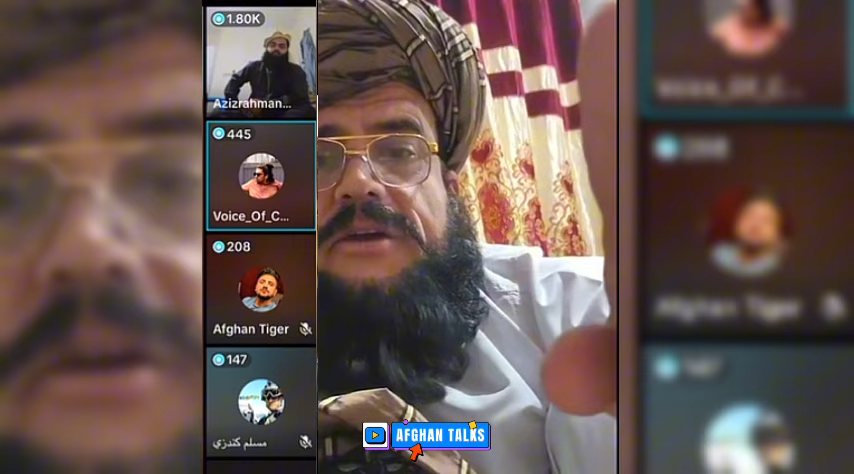 1.80K
Azizrahman...
445
Voice_Of_C...
208
Afghan Tiger
147
مسلم کندزي
AFGHAN TALKS